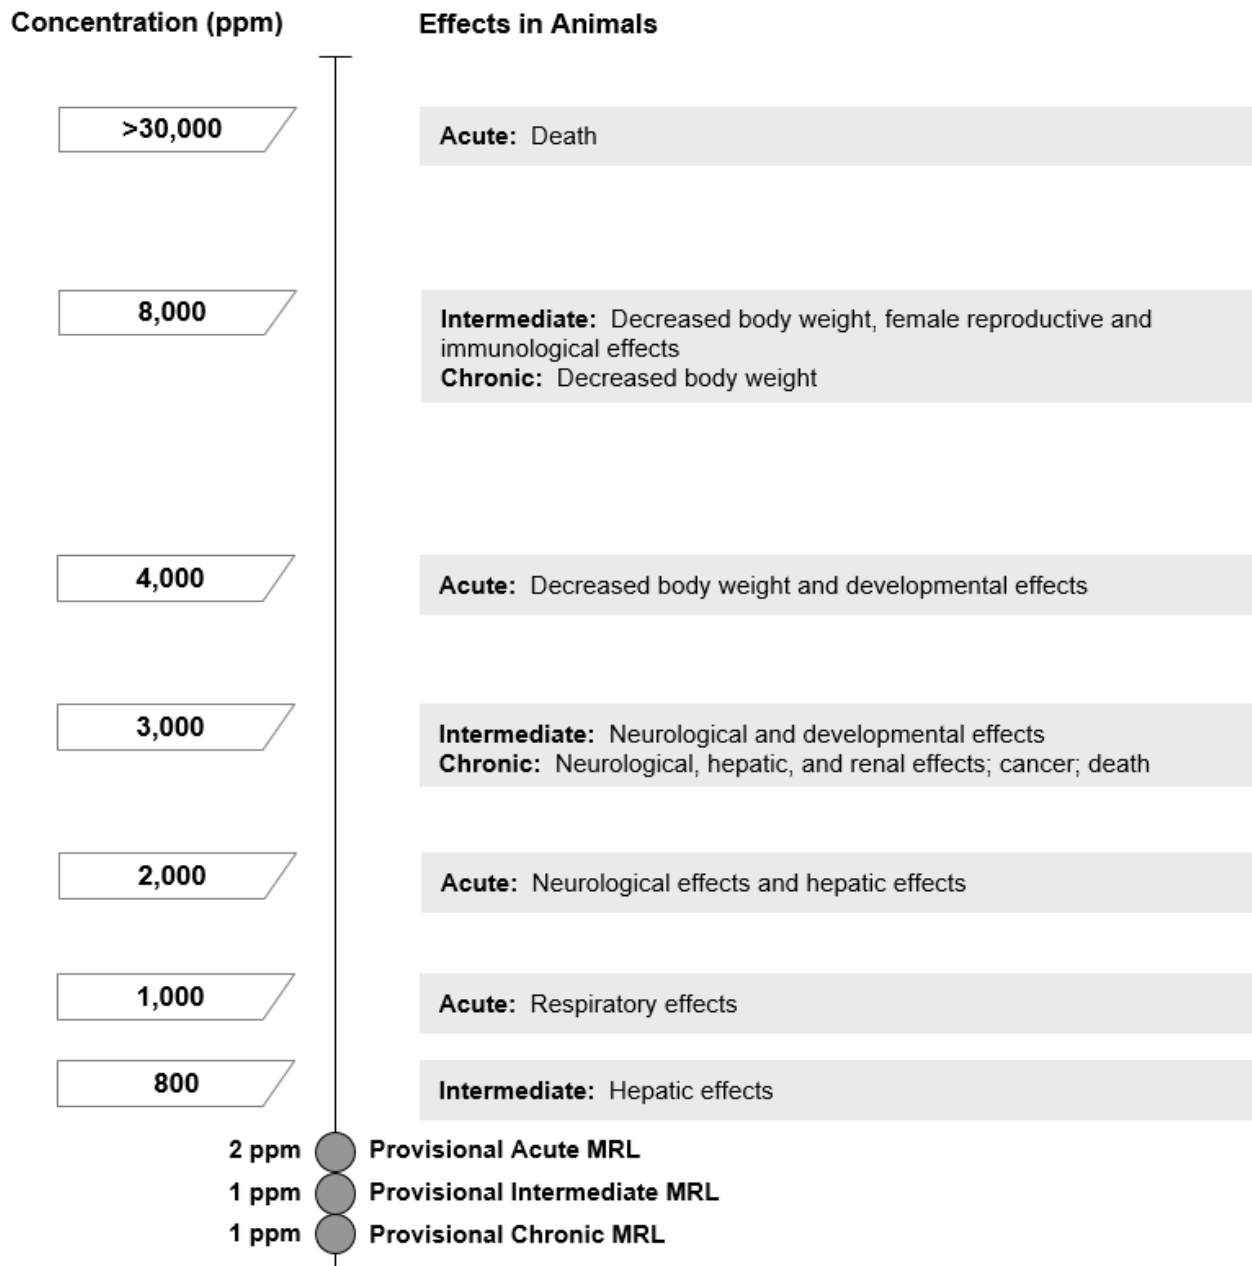 Concentration (ppm) Effects in Animals
>30,000
Acute: Death
8,000
Intermediate: Decreased body weight, female reproductive and
immunological effects
Chronic: Decreased body weight
4,000
Acute: Decreased body weight and developmental effects
3,000
Intermediate: Neurological and developmental effects
Chronic: Neurological, hepatic, and renal effects; cancer; death
2,000
Acute: Neurological effects and hepatic effects
1,000
Acute: Respiratory effects
800
Intermediate: Hepatic effects
2 ppm Provisional Acute MRL
1 ppm Provisional Intermediate MRL
1 ppm Provisional Chronic MRL